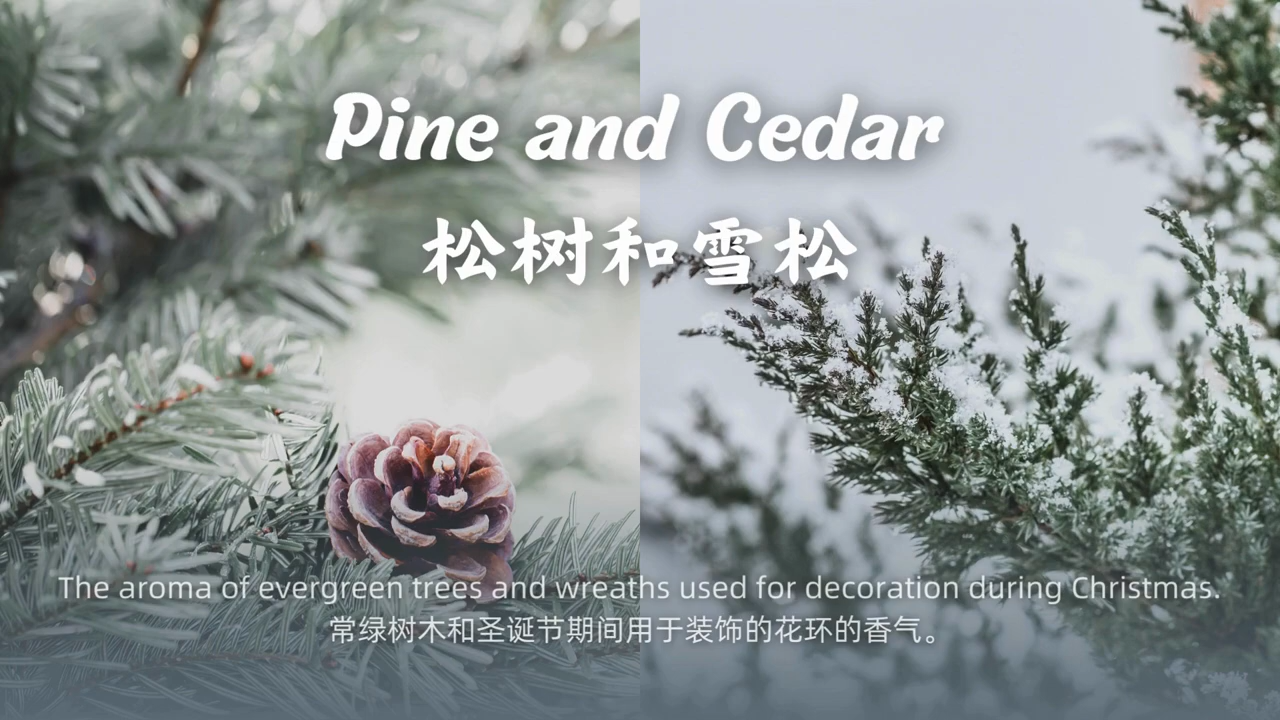 Pine and Cedar
松树和雪松
The aroma of evergreen trees and wreaths used for decoration during Christmas.
常绿树木和圣诞节期间用于装饰的花环的香气。